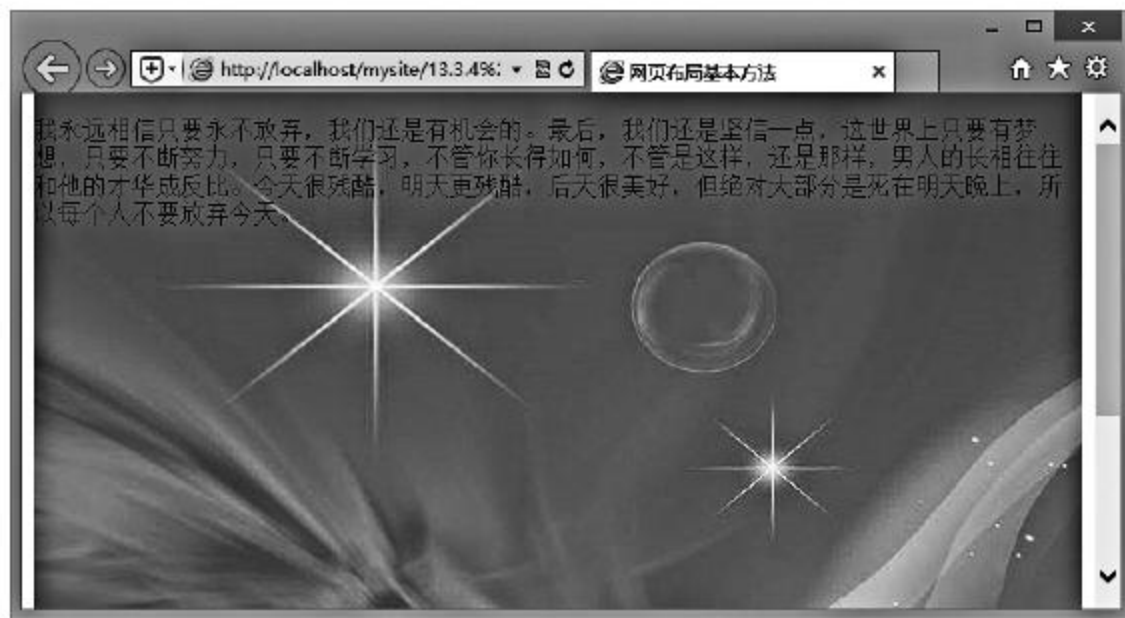 http://localhost/mysite/13.3.4%:
网页布局基本方法
我永远相信只要永不放弃，我们还是有机会的。最后，我们还是坚信一点，这世界上只要有梦
想，只要不断努力，只要不断学习，不管你长得如何，不管是这样，还是那样，男人的长相往往
和他的才华成反比。今天很残酷，明天更残酷，后天很美好，但绝对大部分是死在明天晚上，所
以每个人不要放弃今天。